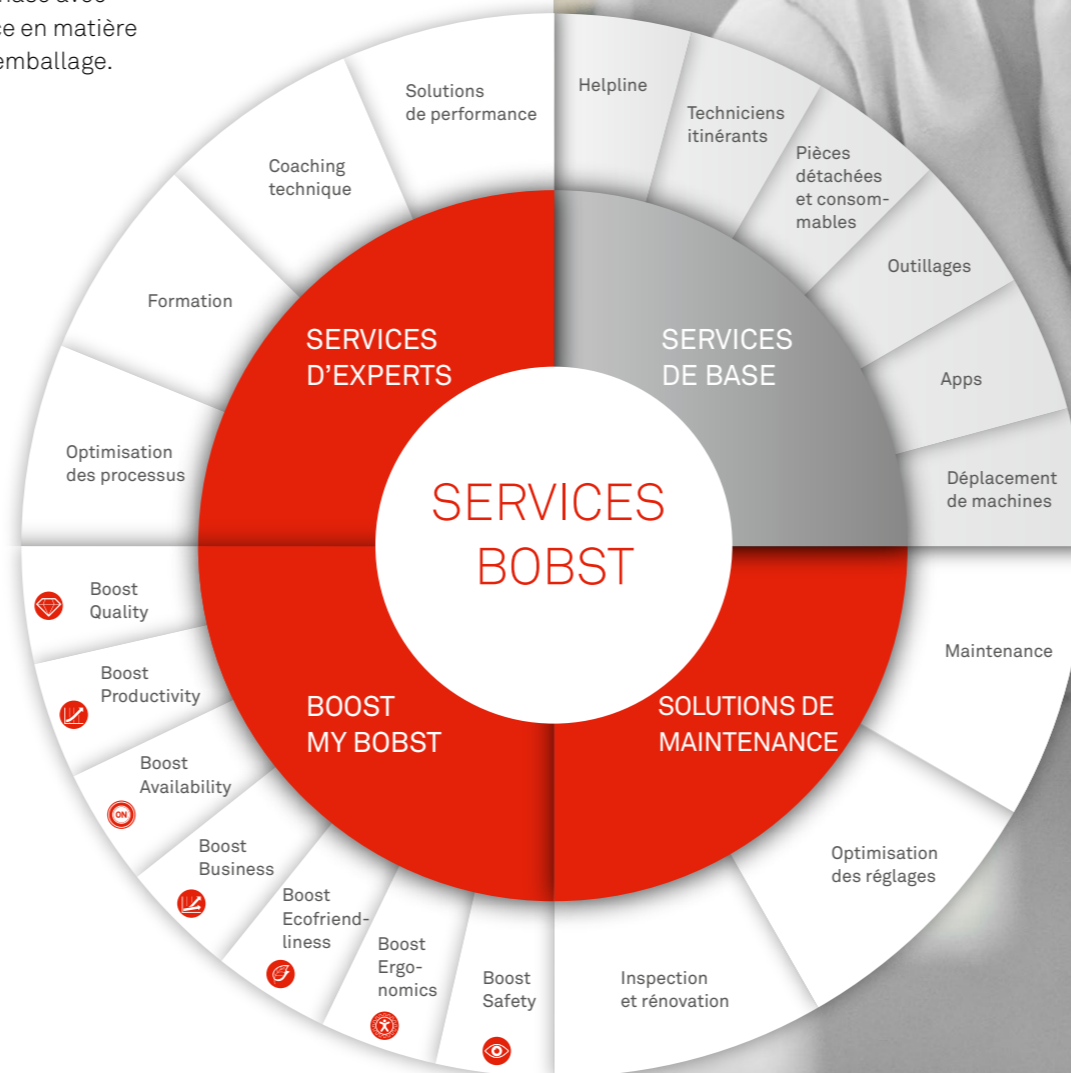 ce en matière
emballage.
Solutions
de performance
Coaching
technique
Formation
Optimisation
des processus
SERVICES
D'EXPERTS
Helpline
Techniciens
itinérants
Pièces
détachées
et consom-
mables
Outillages
Apps
Déplacement
de machines
SERVICES
DE BASE
SERVICES
BOBST
Boost
Quality
Boost
Productivity
Boost
Availability
ON
Boost
Business
Boost
Ecofriend-
liness
Boost
Ergo-
nomics
Boost
Safety
BOOST
MY BOBST
SOLUTIONS DE
MAINTENANCE
Maintenance
Optimisation
des réglages
Inspection
et rénovation